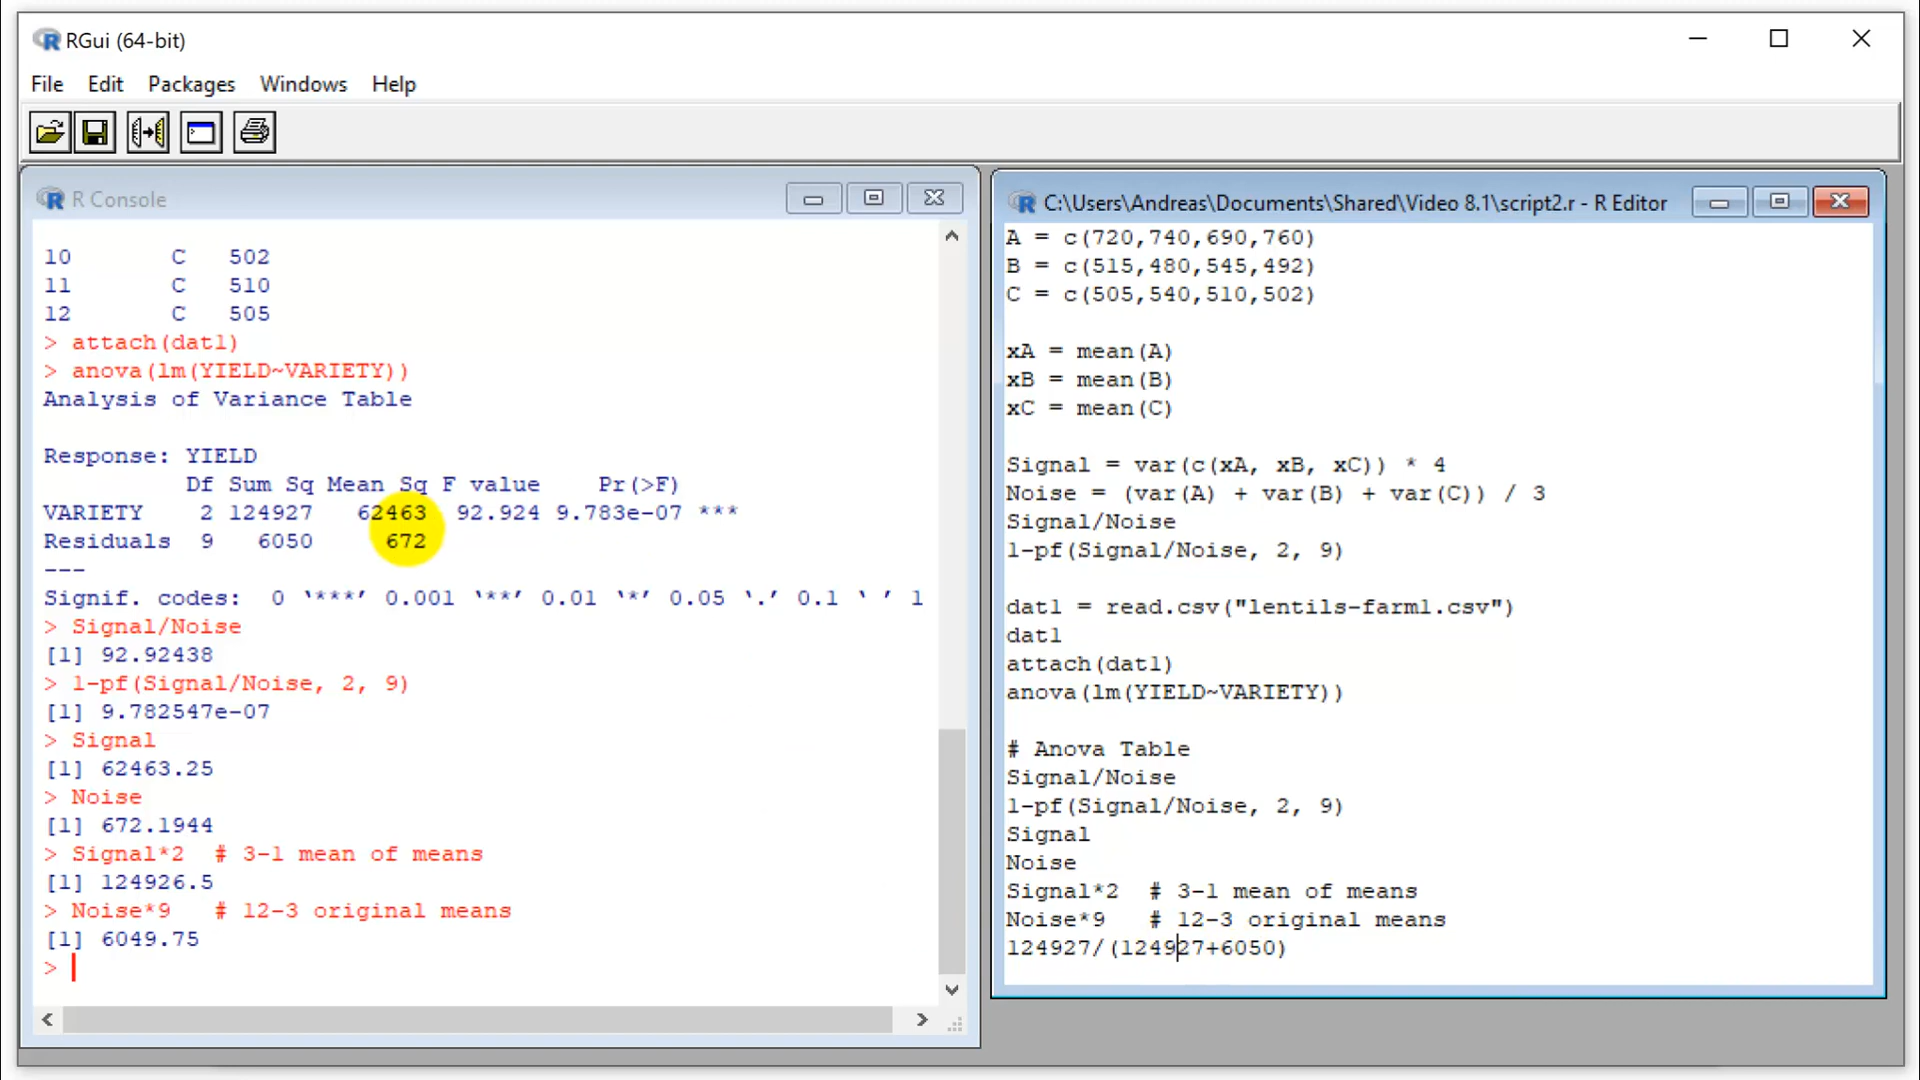 RGui (64-bit)
File Edit Packages Windows Help
R Console
10       C   502
11       C   510
12       C   505
> attach(dat1)
> anova(lm(YIELD~VARIETY))
Analysis of Variance Table
Response: YIELD
          Df Sum Sq Mean Sq F value    Pr(>F)
VARIETY    2 124927   62463  92.924 9.783e-07 ***
Residuals  9   6050     672
---
Signif. codes:  0 ‘***’ 0.001 ‘**’ 0.01 ‘*’ 0.05 ‘.’ 0.1 ‘ ’ 1
> Signal/Noise
[1] 92.92438
> 1-pf(Signal/Noise, 2, 9)
[1] 9.782547e-07
> Signal
[1] 62463.25
> Noise
[1] 672.1944
> Signal*2  # 3-1 mean of means
[1] 124926.5
> Noise*9   # 12-3 original means
[1] 6049.75
>
C:\Users\Andreas\Documents\Shared\Video 8.1\script2.r - R Editor
A = c(720,740,690,760)
B = c(515,480,545,492)
C = c(505,540,510,502)
xA = mean(A)
xB = mean(B)
xC = mean(C)
Signal = var(c(xA, xB, xC)) * 4
Noise = (var(A) + var(B) + var(C)) / 3
Signal/Noise
1-pf(Signal/Noise, 2, 9)
dat1 = read.csv("lentils-farm1.csv")
dat1
attach(dat1)
anova(lm(YIELD~VARIETY))
# Anova Table
Signal/Noise
1-pf(Signal/Noise, 2, 9)
Signal
Noise
Signal*2  # 3-1 mean of means
Noise*9   # 12-3 original means
124927/(124927+6050)